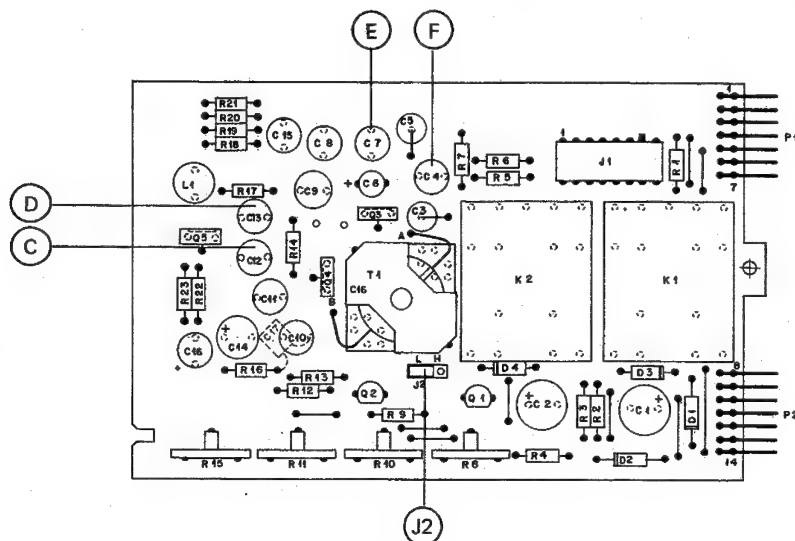 E F
1
R21
R20
R19
R18
C15
C8
C7
C5
R7
R6
R5
1
J1
R1
P1
7
L1
R17
C9
+ C6
C4
D
C13
Q3
C3
C
Q5
C12
R14
A
T1
K2
K1
Q4
B
C16
R23
R22
C11
+
C14
C17
C10
C16
+
R16
R13
R12
L H
J2
D4
D3
8
Q2
R9
Q1
+
C2
R3
R2
+
C1
D1
P2
R15
R11
R10
R8
R4
D2
14
J2